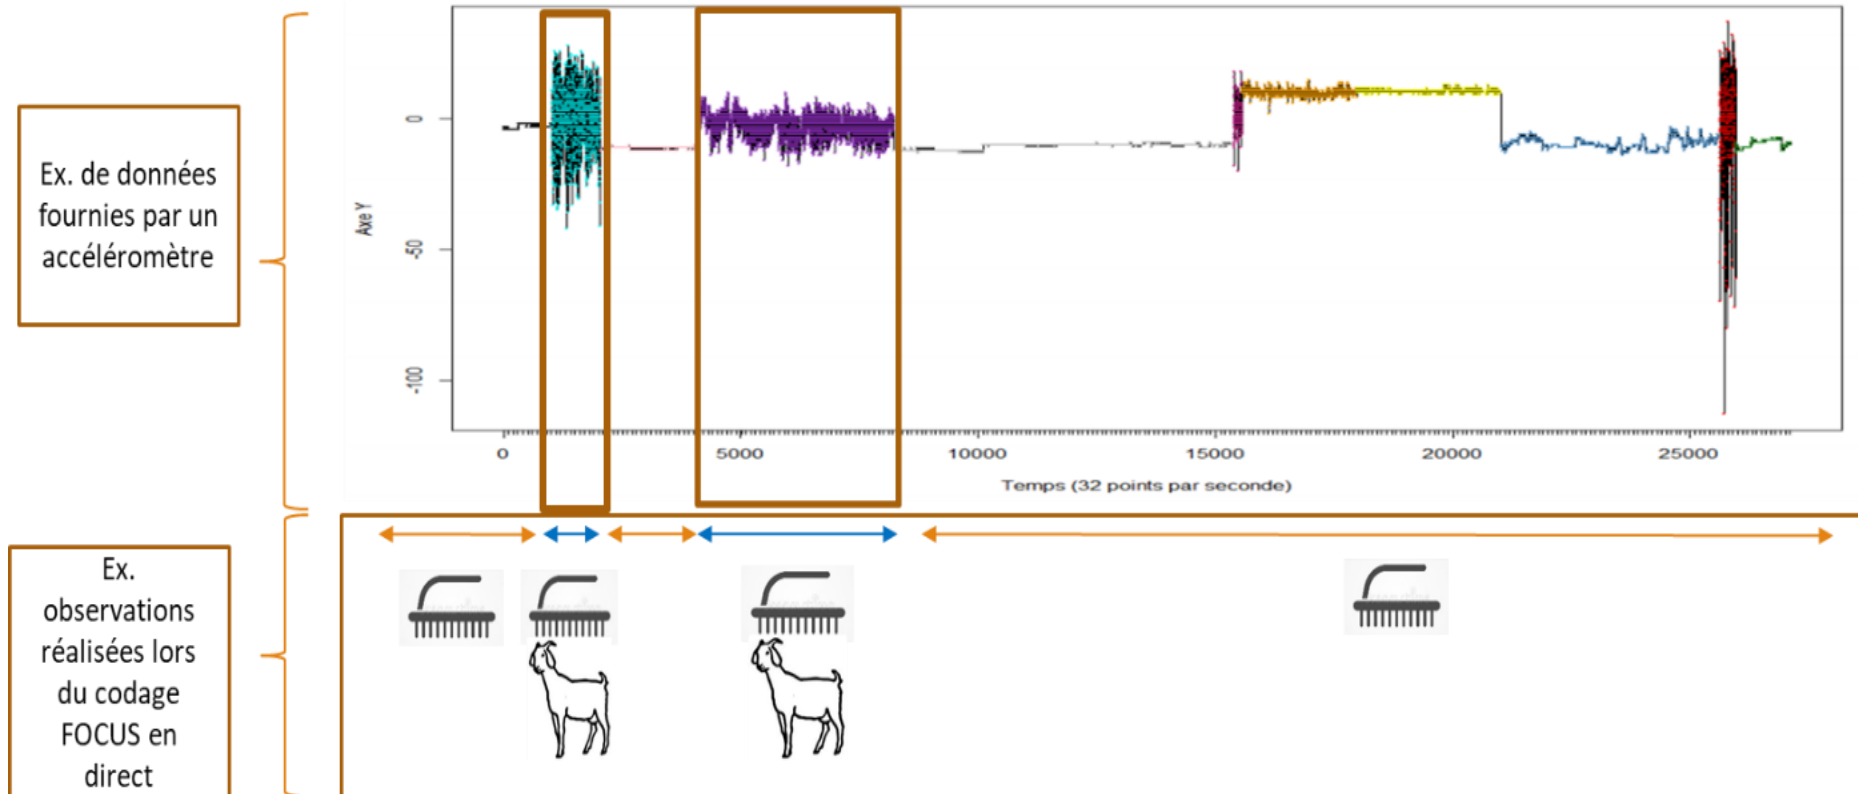 Ex. de données
fournies par un
accéléromètre
Axe Y
0
-50
-100
0
5000
10000
15000
20000
25000
Temps (32 points par seconde)
Ex.
observations
réalisées lors
du codage
FOCUS en
direct